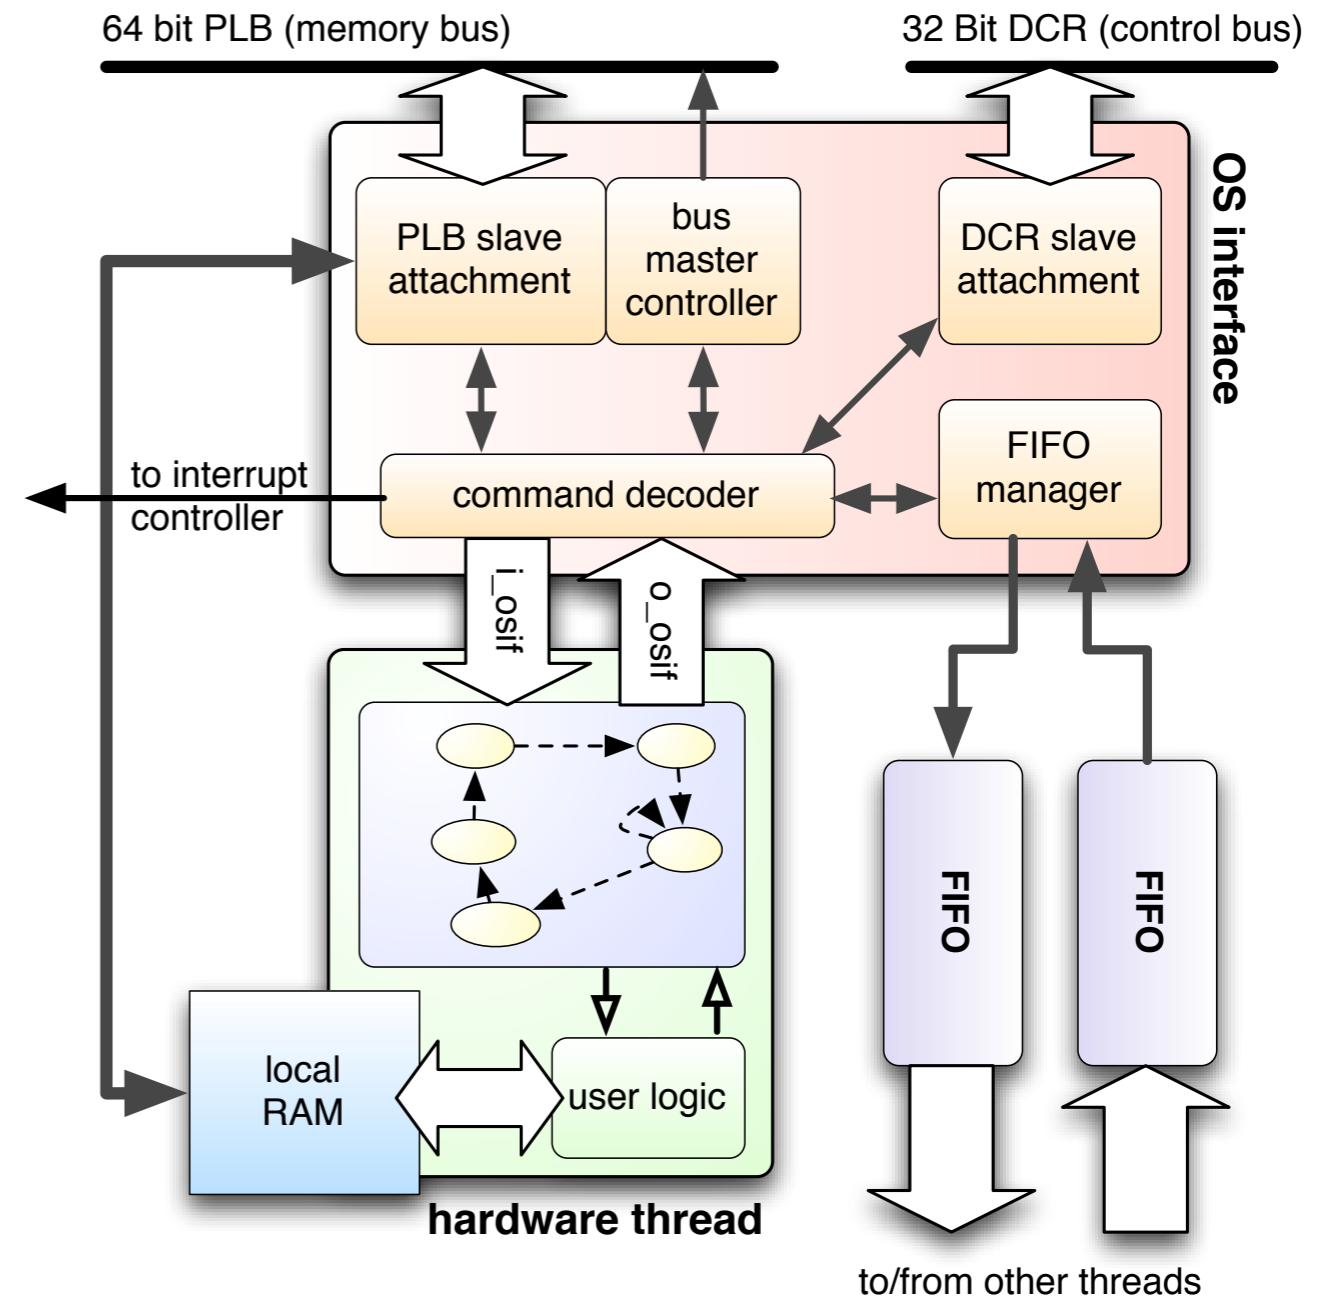 64 bit PLB (memory bus)
32 Bit DCR (control bus)
OS interface
PLB slave
attachment
bus
master
controller
DCR slave
attachment
FIFO
manager
to interrupt
controller
command decoder
i_osif
o_osif
FIFO
FIFO
local
RAM
user logic
hardware thread
to/from other threads